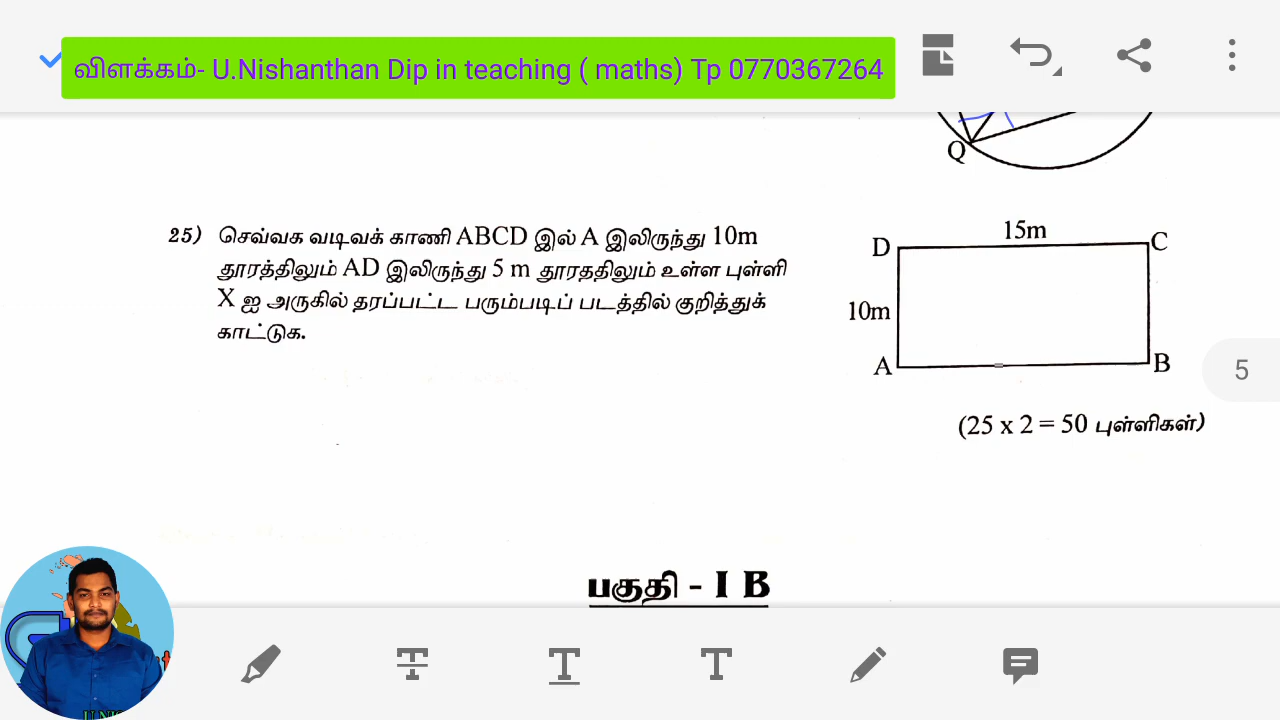 விளக்கம்- U.Nishanthan Dip in teaching ( maths) Tp 0770367264
Q
25) செவ்வக வடிவக் காணி ABCD இல் A இலிருந்து 10m
தூரத்திலும் AD இலிருந்து 5 m தூரததிலும் உள்ள புள்ளி
X ஐ அருகில் தரப்பட்ட பரும்படிப் படத்தில் குறித்துக்
காட்டுக.
15m
D
C
10m
A
B
5
(25 x 2 = 50 புள்ளிகள்)
பகுதி - I B
T
T
T